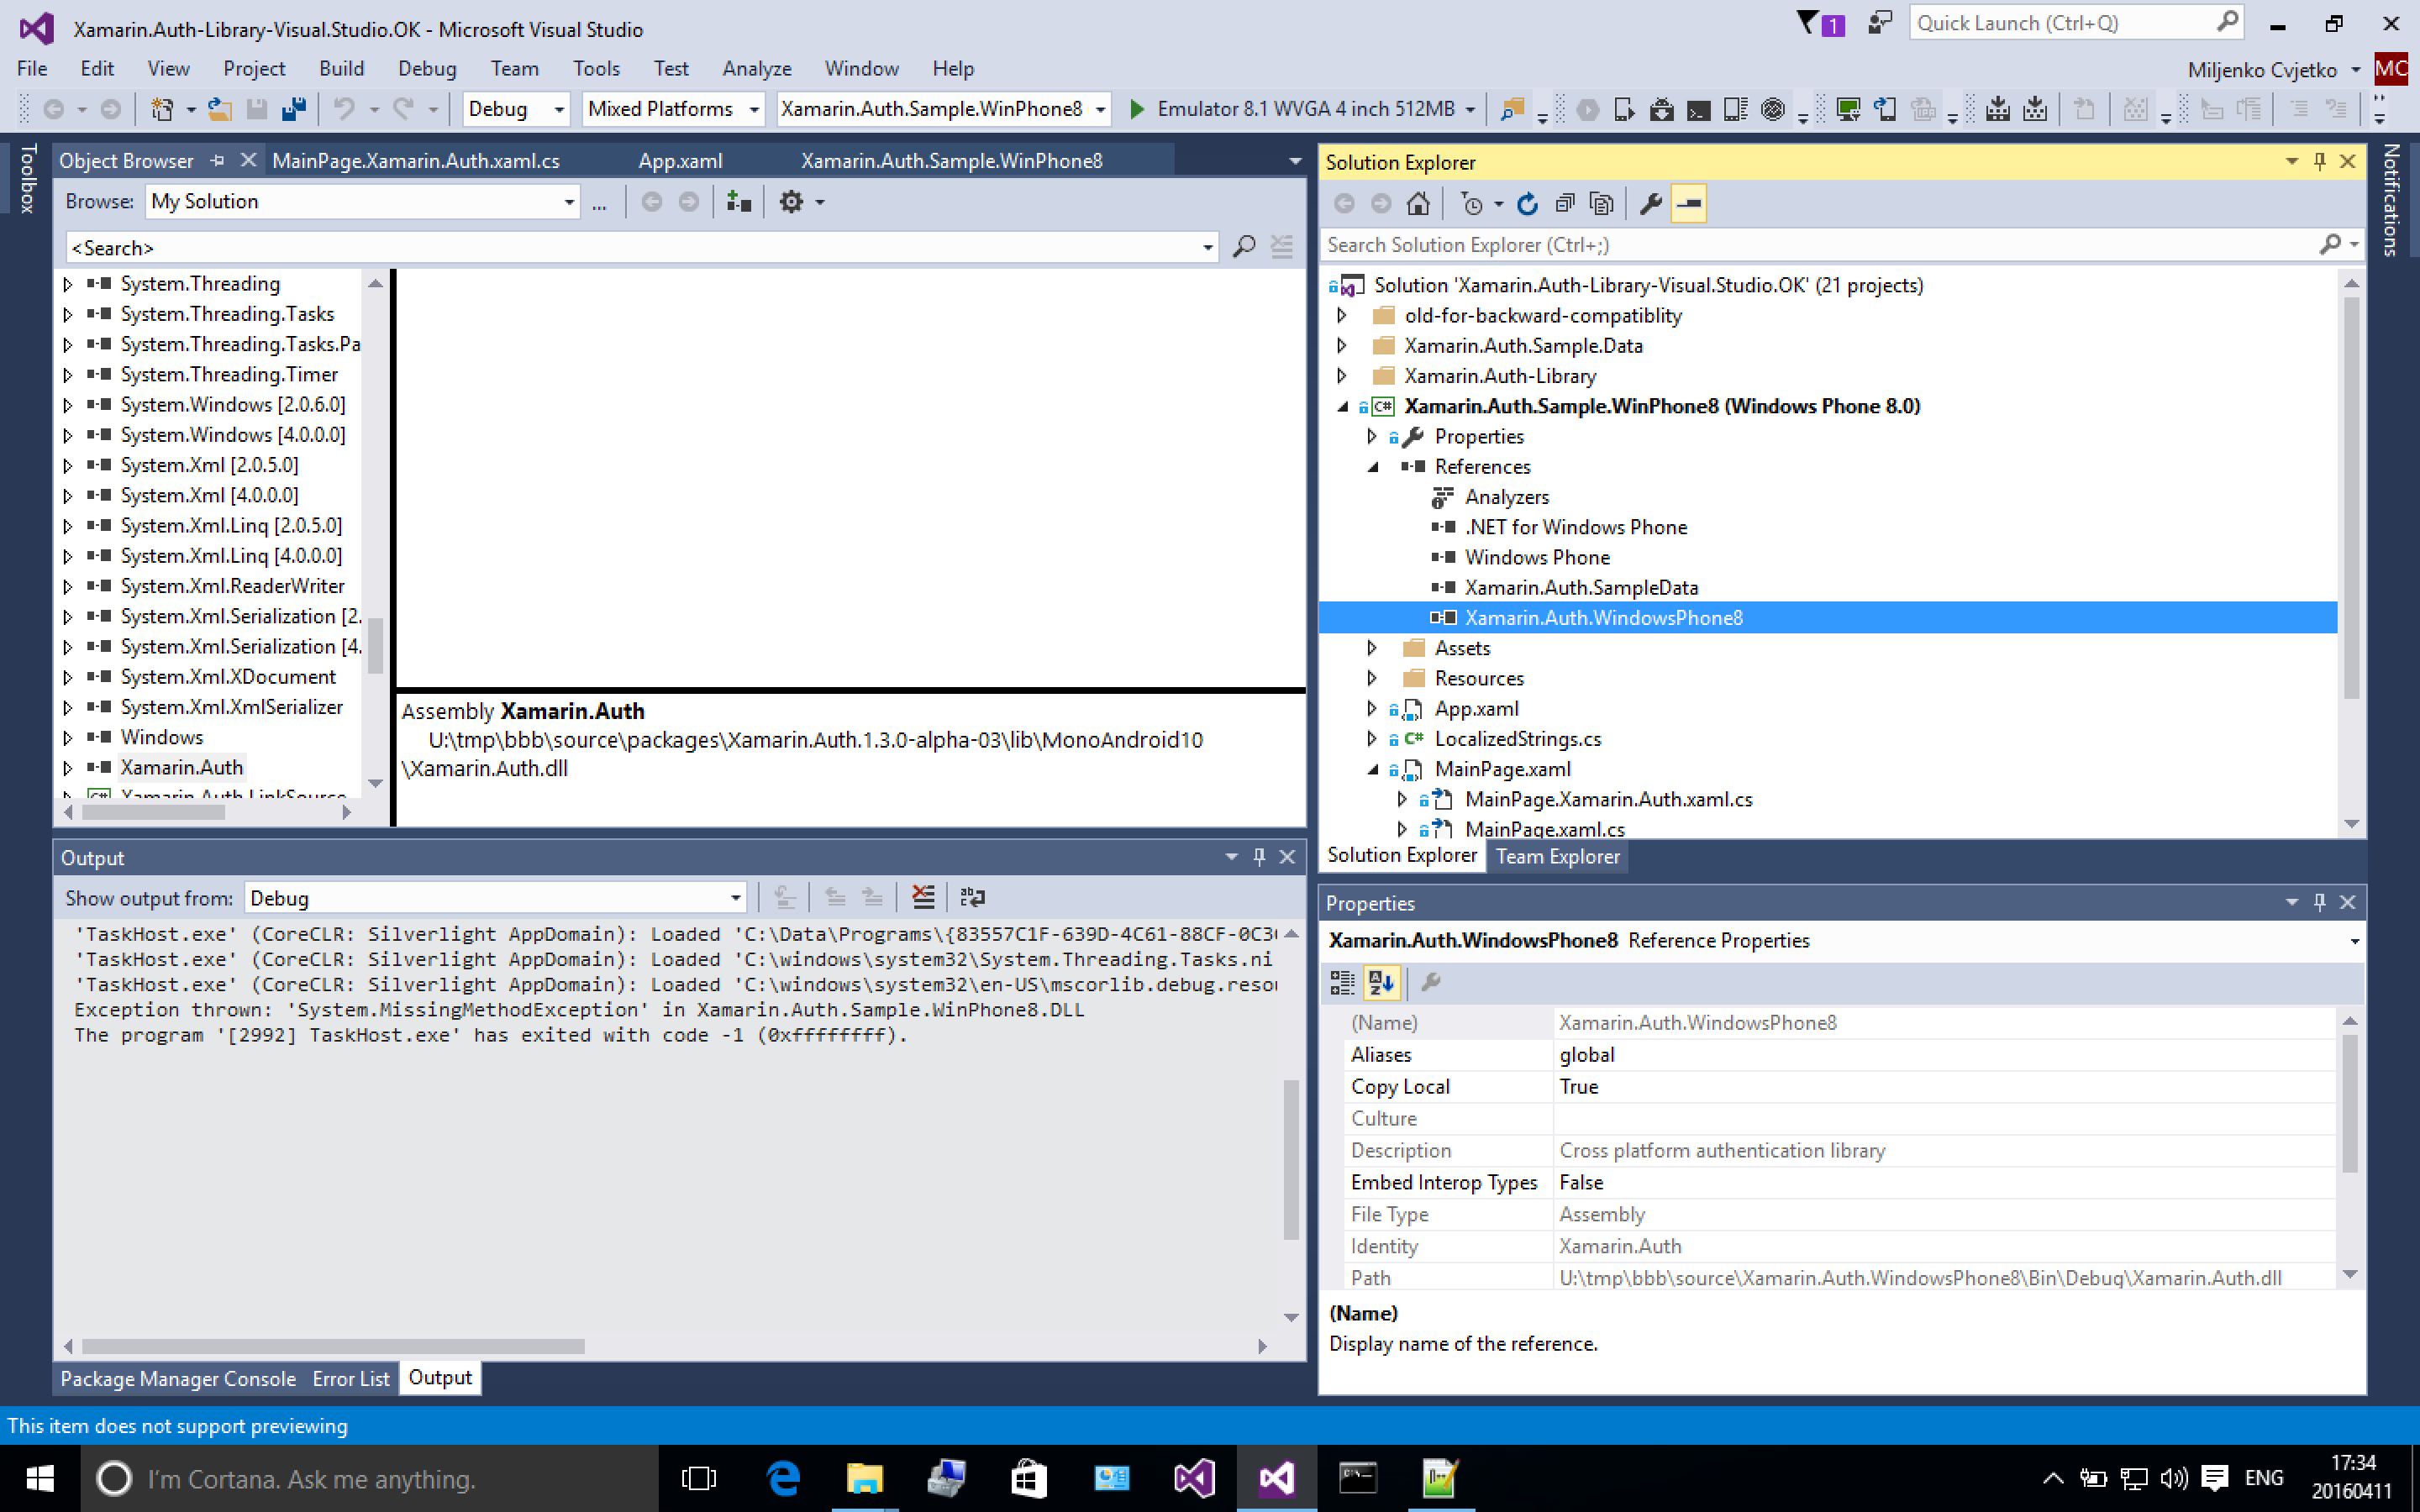 Xamarin.Auth-Library-Visual.Studio.OK - Microsoft Visual Studio
1
Quick Launch (Ctrl+Q)
File Edit View Project Build Debug Team Tools Test Analyze Window Help
Miljenko Cvjetko MC
Debug Mixed Platforms Xamarin.Auth.Sample.WinPhone8 Emulator 8.1 WVGA 4 inch 512MB
Toolbox
Object Browser MainPage.Xamarin.Auth.xaml.cs App.xaml Xamarin.Auth.Sample.WinPhone8
Browse: My Solution ...
<Search>
System.Threading
System.Threading.Tasks
System.Threading.Tasks.Pa
System.Threading.Timer
System.Windows [2.0.6.0]
System.Windows [4.0.0.0]
System.Xml [2.0.5.0]
System.Xml [4.0.0.0]
System.Xml.Linq [2.0.5.0]
System.Xml.Linq [4.0.0.0]
System.Xml.ReaderWriter
System.Xml.Serialization [2.
System.Xml.Serialization [4.
System.Xml.XDocument
System.Xml.XmlSerializer
Windows
Xamarin.Auth
Xamarin.Auth.LinkSource
Assembly Xamarin.Auth
U:\tmp\bbb\source\packages\Xamarin.Auth.1.3.0-alpha-03\lib\MonoAndroid10
\Xamarin.Auth.dll
Output
Show output from: Debug
'TaskHost.exe' (CoreCLR: Silverlight AppDomain): Loaded 'C:\Data\Programs\{83557C1F-639D-4C61-88CF-0C3
'TaskHost.exe' (CoreCLR: Silverlight AppDomain): Loaded 'C:\windows\system32\System.Threading.Tasks.ni
'TaskHost.exe' (CoreCLR: Silverlight AppDomain): Loaded 'C:\windows\system32\en-US\mscorlib.debug.resou
Exception thrown: 'System.MissingMethodException' in Xamarin.Auth.Sample.WinPhone8.DLL
The program '[2992] TaskHost.exe' has exited with code -1 (0xffffffff).
Package Manager Console Error List Output
Solution Explorer
Search Solution Explorer (Ctrl+;)
Solution 'Xamarin.Auth-Library-Visual.Studio.OK' (21 projects)
old-for-backward-compatiblity
Xamarin.Auth.Sample.Data
Xamarin.Auth-Library
C# Xamarin.Auth.Sample.WinPhone8 (Windows Phone 8.0)
Properties
References
Analyzers
.NET for Windows Phone
Windows Phone
Xamarin.Auth.SampleData
Xamarin.Auth.WindowsPhone8
Assets
Resources
App.xaml
C# LocalizedStrings.cs
MainPage.xaml
MainPage.Xamarin.Auth.xaml.cs
MainPage.xaml.cs
Solution Explorer Team Explorer
Notifications
Properties
Xamarin.Auth.WindowsPhone8 Reference Properties
(Name) Xamarin.Auth.WindowsPhone8
Aliases global
Copy Local True
Culture
Description Cross platform authentication library
Embed Interop Types False
File Type Assembly
Identity Xamarin.Auth
Path U:\tmp\bbb\source\Xamarin.Auth.WindowsPhone8\Bin\Debug\Xamarin.Auth.dll
(Name)
Display name of the reference.
This item does not support previewing
I'm Cortana. Ask me anything.
ENG
17:34
20160411